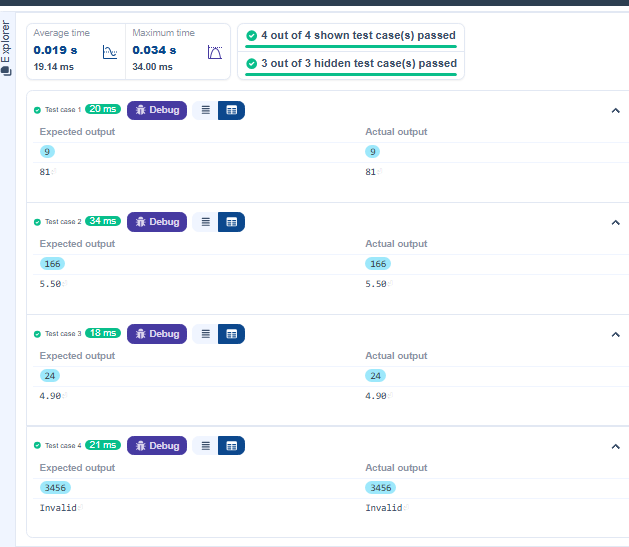 Explorer
Average time
0.019 s
19.14 ms
Maximum time
0.034 s
34.00 ms
4 out of 4 shown test case(s) passed
3 out of 3 hidden test case(s) passed
Test case 1 20 ms Debug
Expected output Actual output
9 9
81 81
Test case 2 34 ms Debug
Expected output Actual output
166 166
5.50 5.50
Test case 3 18 ms Debug
Expected output Actual output
24 24
4.90 4.90
Test case 4 21 ms Debug
Expected output Actual output
3456 3456
Invalid Invalid